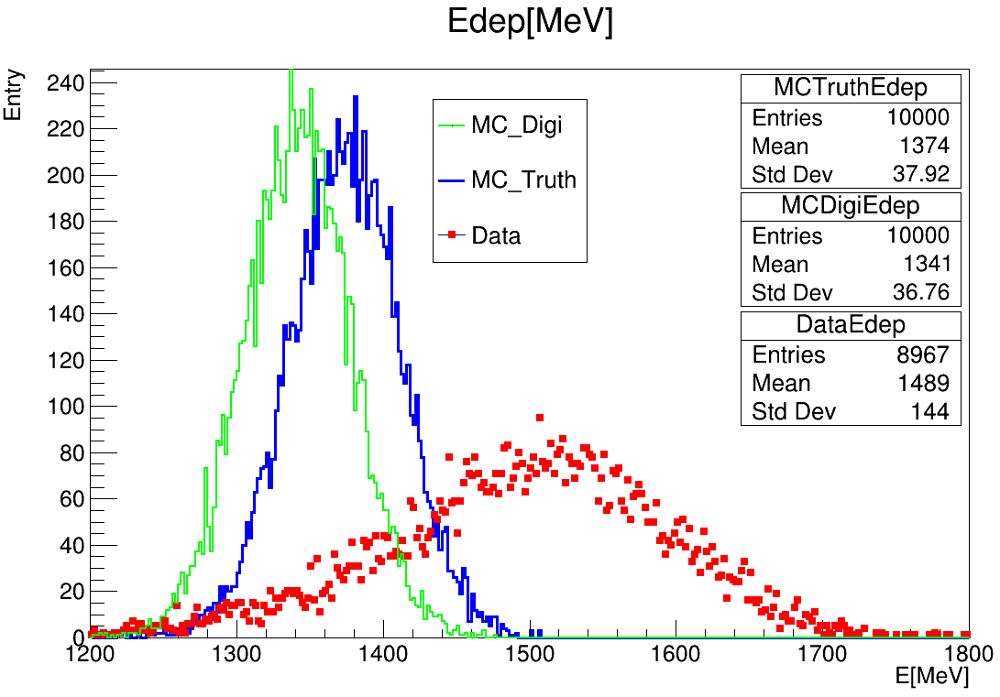 Edep[MeV]
Entry
240
220
200
180
160
140
120
100
80
60
40
20
0
1200 1300 1400 1500 1600 1700 1800
E[MeV]
MC_Digi
MC_Truth
Data
MCTruthEdep
Entries 10000
Mean 1374
Std Dev 37.92
MCDigiEdep
Entries 10000
Mean 1341
Std Dev 36.76
DataEdep
Entries 8967
Mean 1489
Std Dev 144